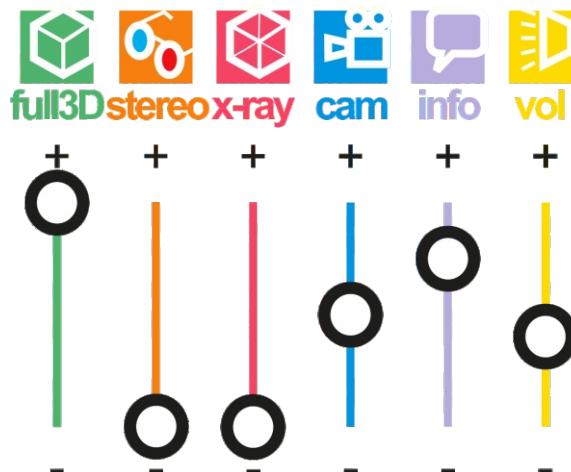 full3D stereo x-ray cam info vol
+ + + + + +
- - - - - -